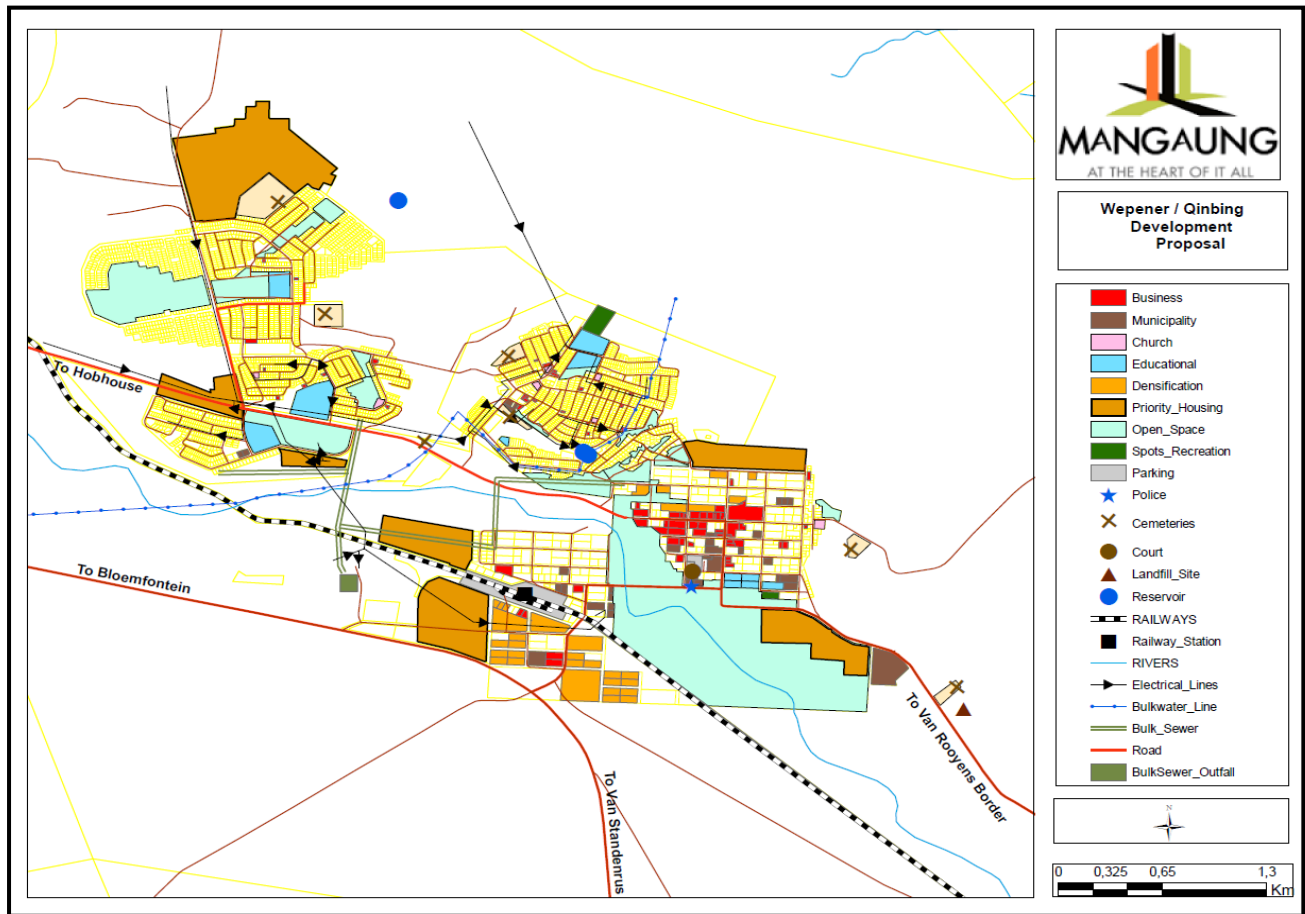 MANGAUNG
AT THE HEART OF IT ALL
Wepener / Qinbing
Development
Proposal
Business
Municipality
Church
Educational
Densification
Priority_Housing
Open_Space
Spots_Recreation
Parking
Police
Cemeteries
Court
Landfill_Site
Reservoir
RAILWAYS
Railway_Station
RIVERS
Electrical_Lines
Bulkwater_Line
Bulk_Sewer
Road
BulkSewer_Outfall
N
0 0,325 0,65 1,3
Km
To Hobhouse
To Bloemfontein
To Van Standenrus
To Van Rooyens Border